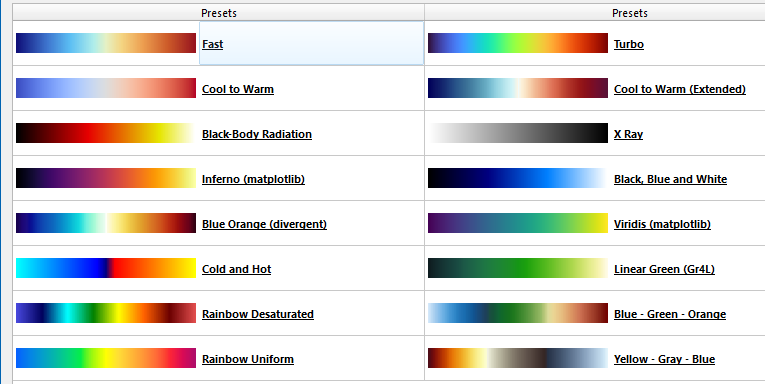 Presets Presets
Fast Turbo
Cool to Warm Cool to Warm (Extended)
Black-Body Radiation X Ray
Inferno (matplotlib) Black, Blue and White
Blue Orange (divergent) Viridis (matplotlib)
Cold and Hot Linear Green (Gr4L)
Rainbow Desaturated Blue - Green - Orange
Rainbow Uniform Yellow - Gray - Blue